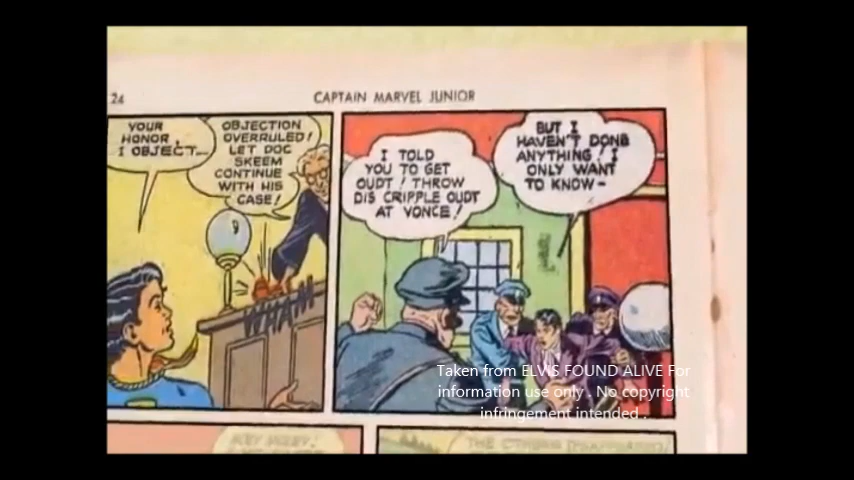 24
CAPTAIN MARVEL JUNIOR
YOUR
HONOR,
I OBJECT--
OBJECTION
OVERRULED!
LET DOC
SKEEM
CONTINUE
WITH HIS
CASE!
WHAM
I TOLD
YOU TO GET
OUDT! THROW
DIS CRIPPLE OUDT
AT VONCE!
BUT I
HAVEN'T DONE
ANYTHING! I
ONLY WANT
TO KNOW-
Taken from ELVIS FOUND ALIVE For
information use only . No copyright
infringement intended .
HEY
THE